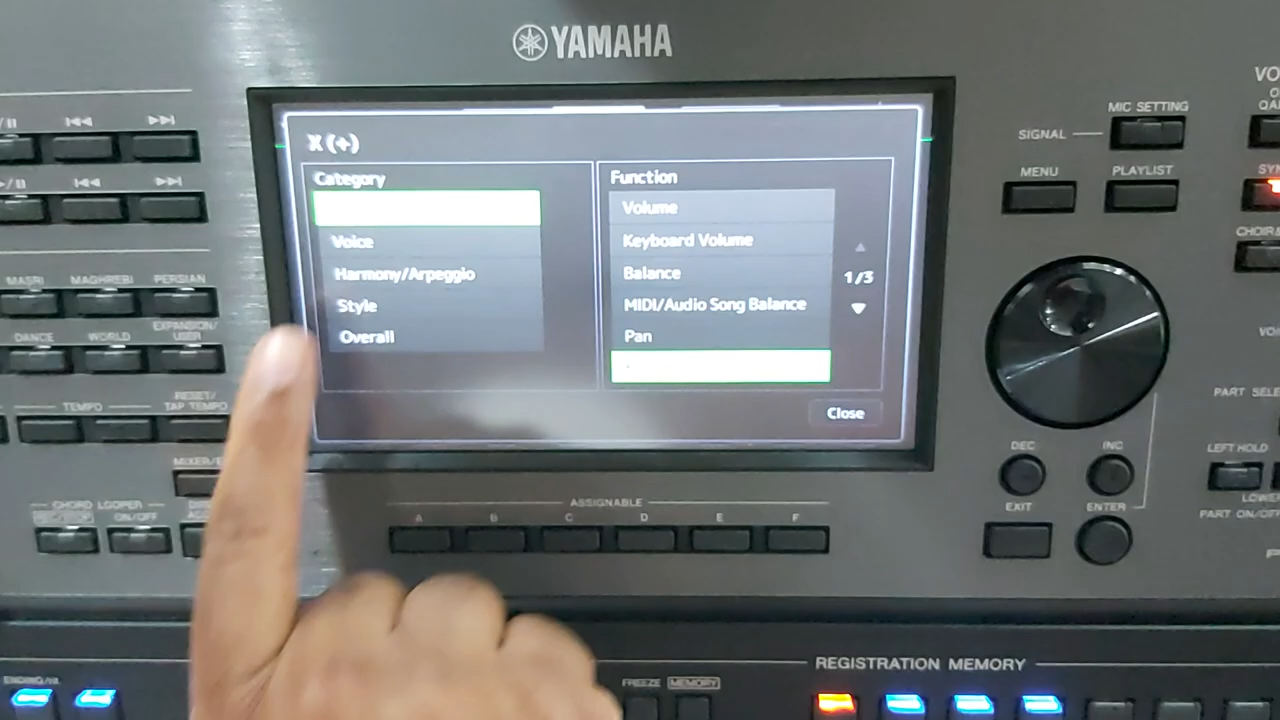 YAMAHA
MIC SETTING
SIGNAL
MENU
PLAYLIST
X (+)
Category
Voice
Harmony/Arpeggio
Style
Overall
Function
Volume
Keyboard Volume
Balance
MIDI/Audio Song Balance
Pan
1/3
Close
MASRI
MAGHREBI
PERSIAN
DANCE
WORLD
EXPANSION/
USER
TEMPO
RESET/
TAP TEMPO
CHORD LOOPER
ON/OFF
ASSIGNABLE
A B C D E F
DEC
INC
EXIT
ENTER
LEFT HOLD
PART ON/OFF
REGISTRATION MEMORY
FREEZE
MEMORY